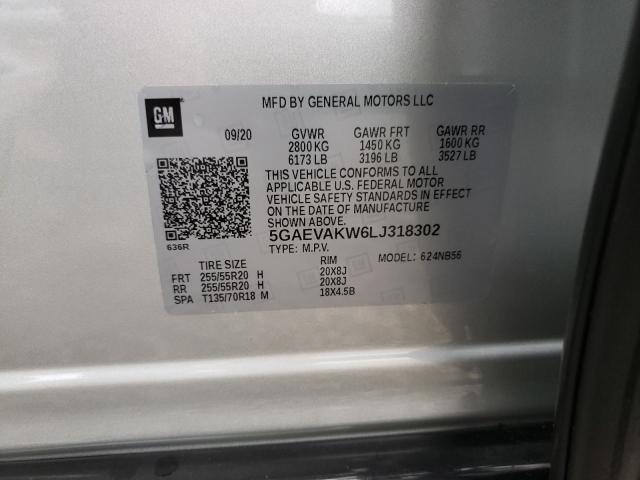 GM
MFD BY GENERAL MOTORS LLC
09/20 GVWR GAWR FRT GAWR RR
2800 KG 1450 KG 1600 KG
6173 LB 3196 LB 3527 LB
THIS VEHICLE CONFORMS TO ALL
APPLICABLE U.S. FEDERAL MOTOR
VEHICLE SAFETY STANDARDS IN EFFECT
ON THE DATE OF MANUFACTURE
SHOWN ABOVE.
5GAEVAKW6LJ318302
636R
TYPE: M.P.V. MODEL: 624NB56
TIRE SIZE RIM
FRT 255/55R20 H 20X8J
RR 255/55R20 H 20X8J
SPA T135/70R18 M 18X4.5B